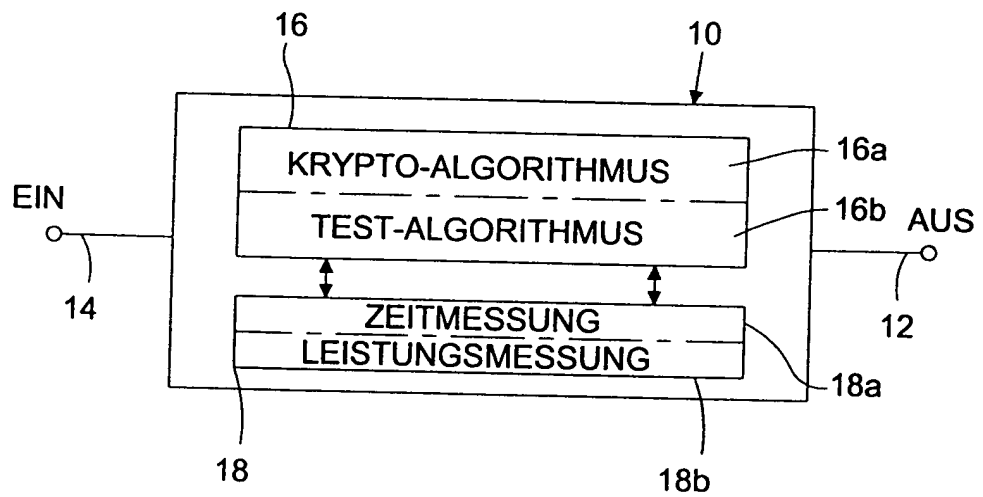 16
10
KRYPTO-ALGORITHMUS
16a
EIN
TEST-ALGORITHMUS
16b
AUS
14
ZEITMESSUNG
12
LEISTUNGSMESSUNG
18a
18
18b